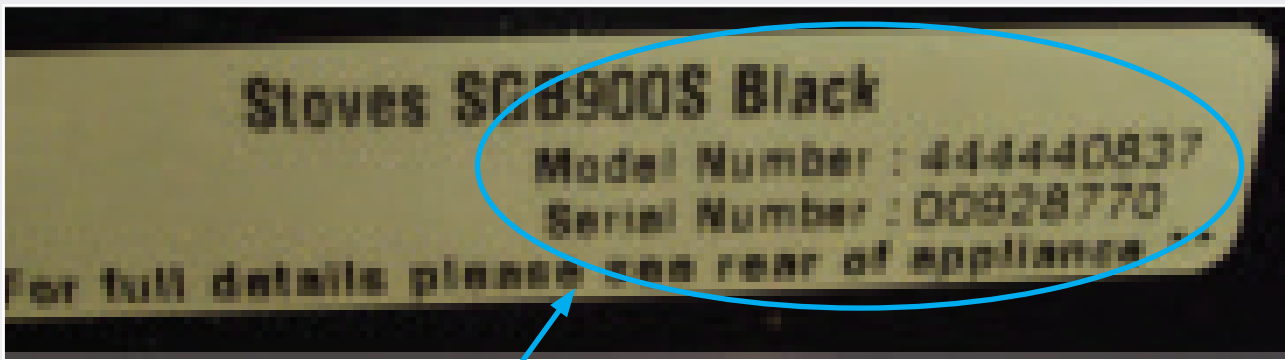 Stoves SGB900S Black
Model Number : 444440837
Serial Number : 00928770
For full details please see rear of appliance **